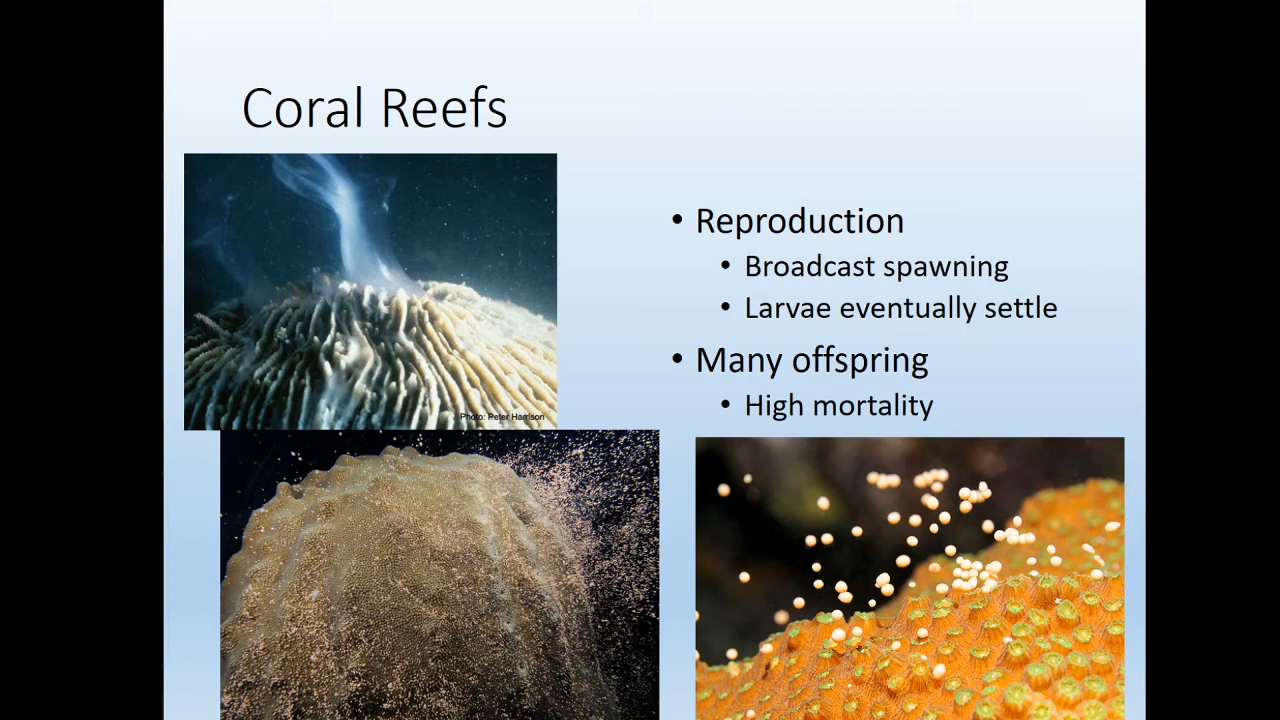 Coral Reefs
Photo: Peter Harrison
• Reproduction
• Broadcast spawning
• Larvae eventually settle
• Many offspring
• High mortality